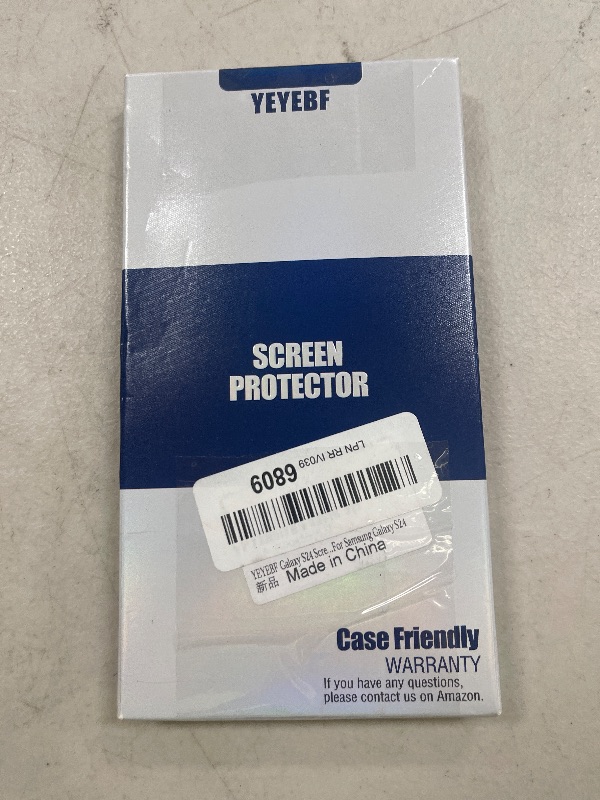 YEYEBF
SCREEN
PROTECTOR
LPN RR IV039
6089
YEYEBF Galaxy S24 Scre...For Samsung Galaxy S24
新品 Made in China
Case Friendly
WARRANTY
If you have any questions,
please contact us on Amazon.